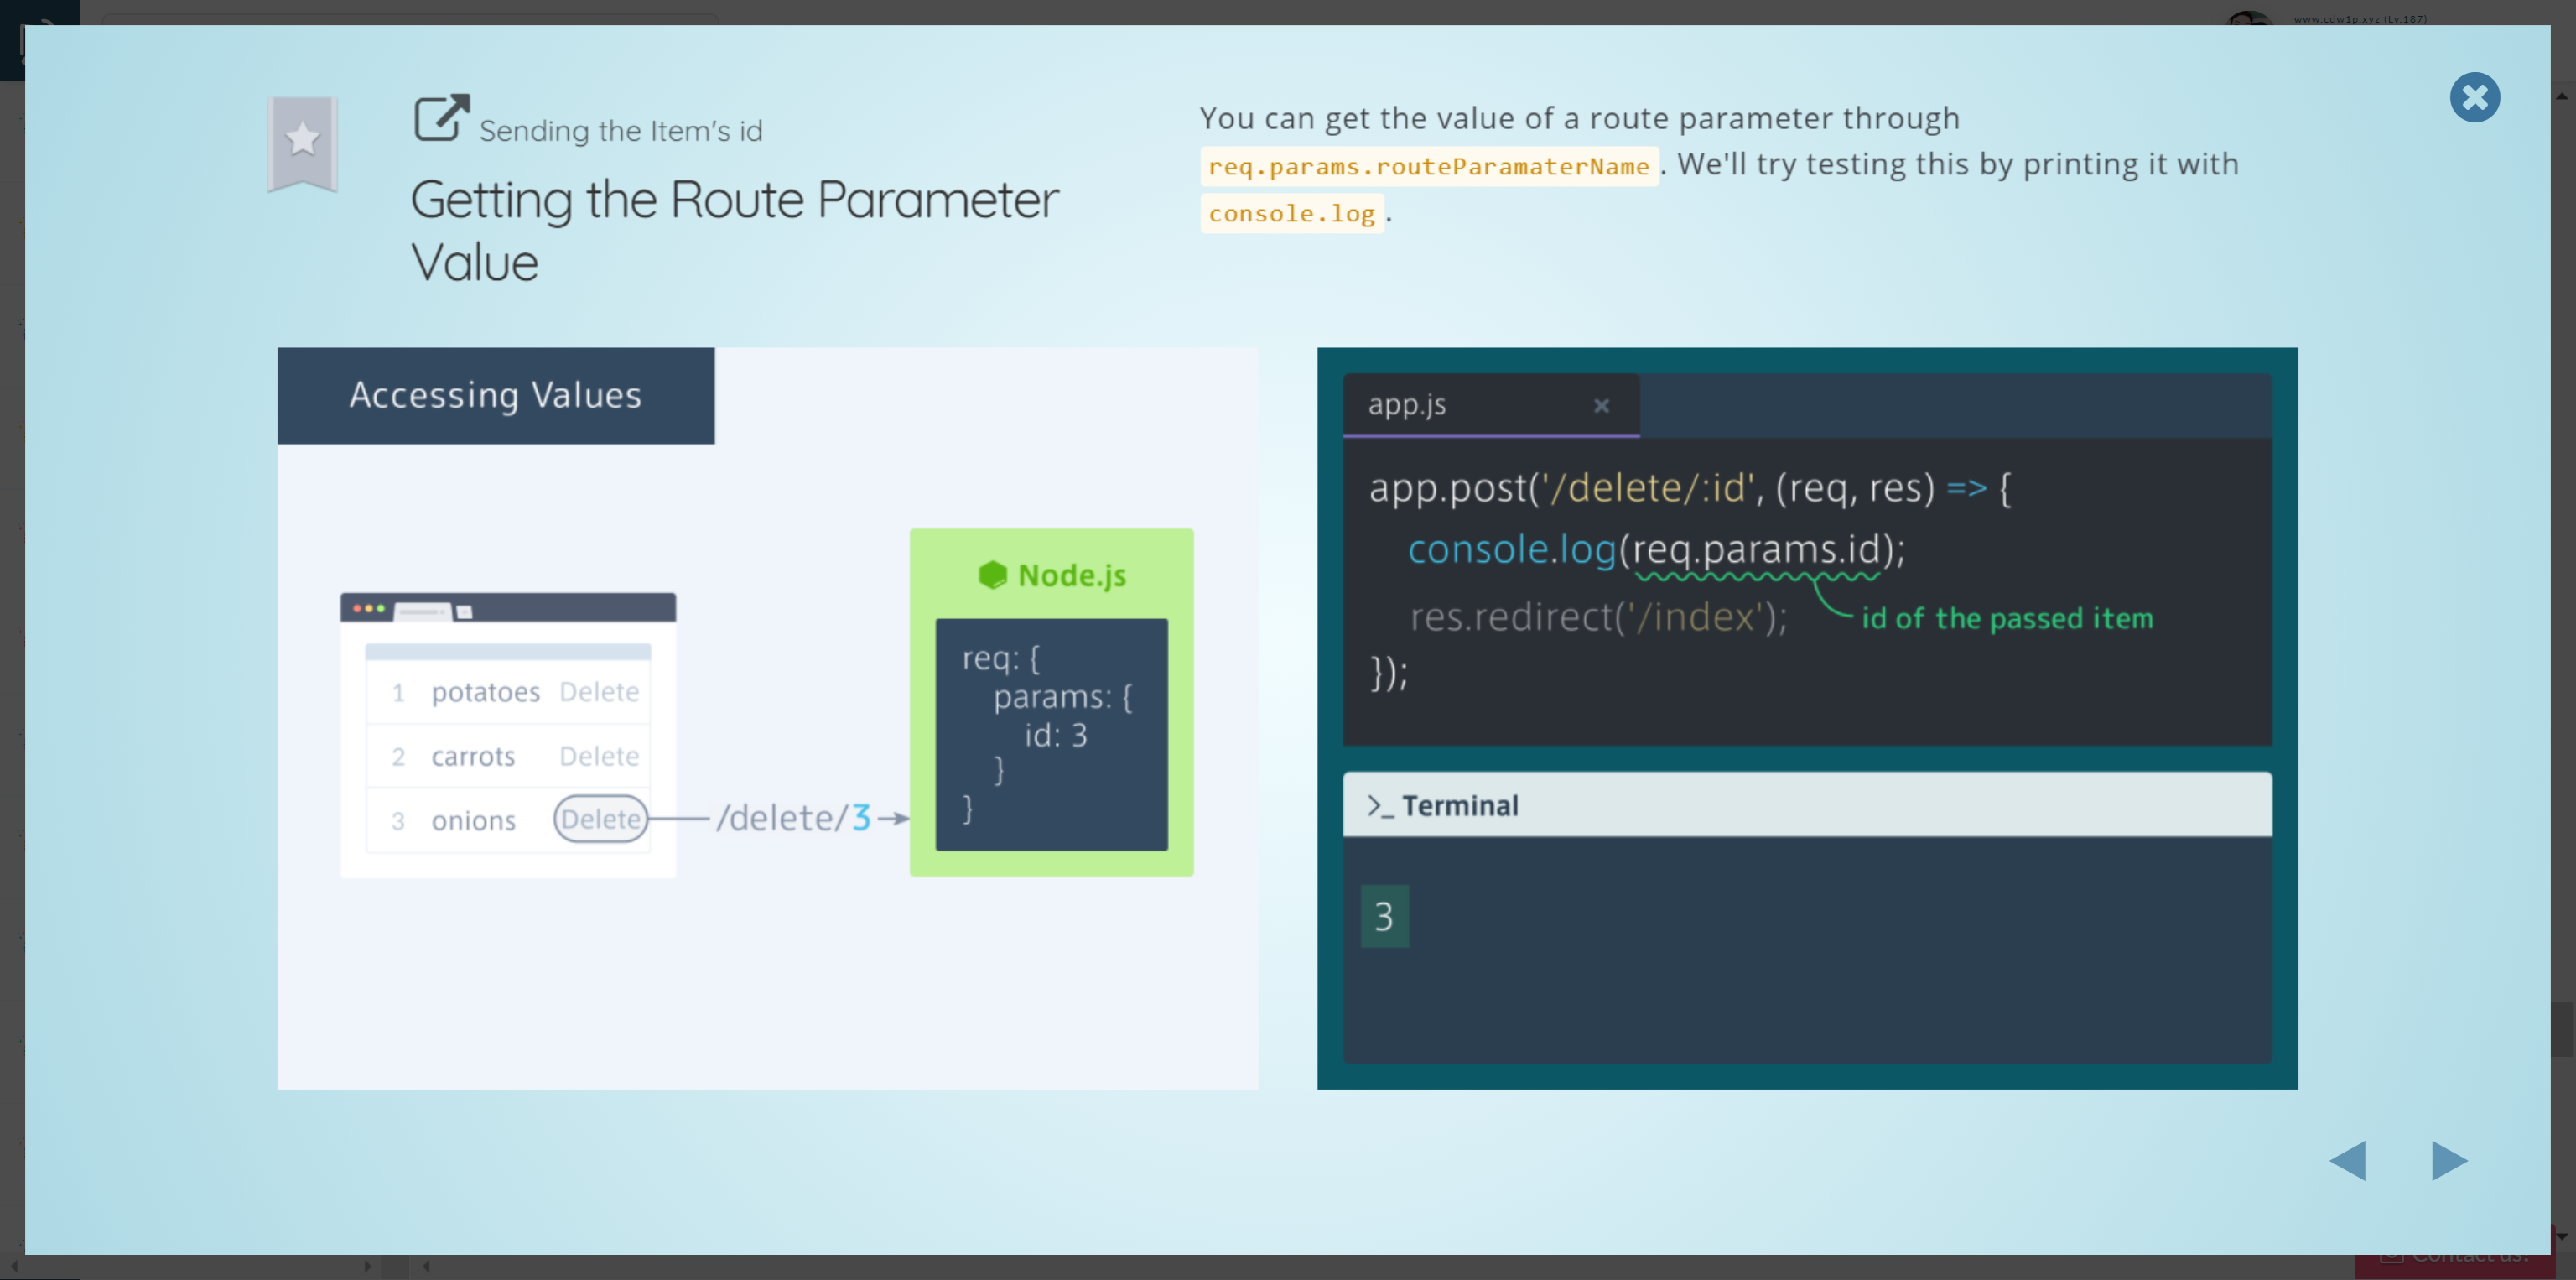 www.cdw1p.xyz (Lv.187)
Sending the Item's id
Getting the Route Parameter
Value
You can get the value of a route parameter through
req.params.routeParamaterName. We'll try testing this by printing it with
console.log.
Accessing Values
1 potatoes Delete
2 carrots Delete
3 onions Delete
/delete/3
Node.js
req: {
params: {
id: 3
}
}
app.js
app.post('/delete/:id', (req, res) => {
console.log(req.params.id);
res.redirect('/index');
id of the passed item
});
>_ Terminal
3
Contact us!